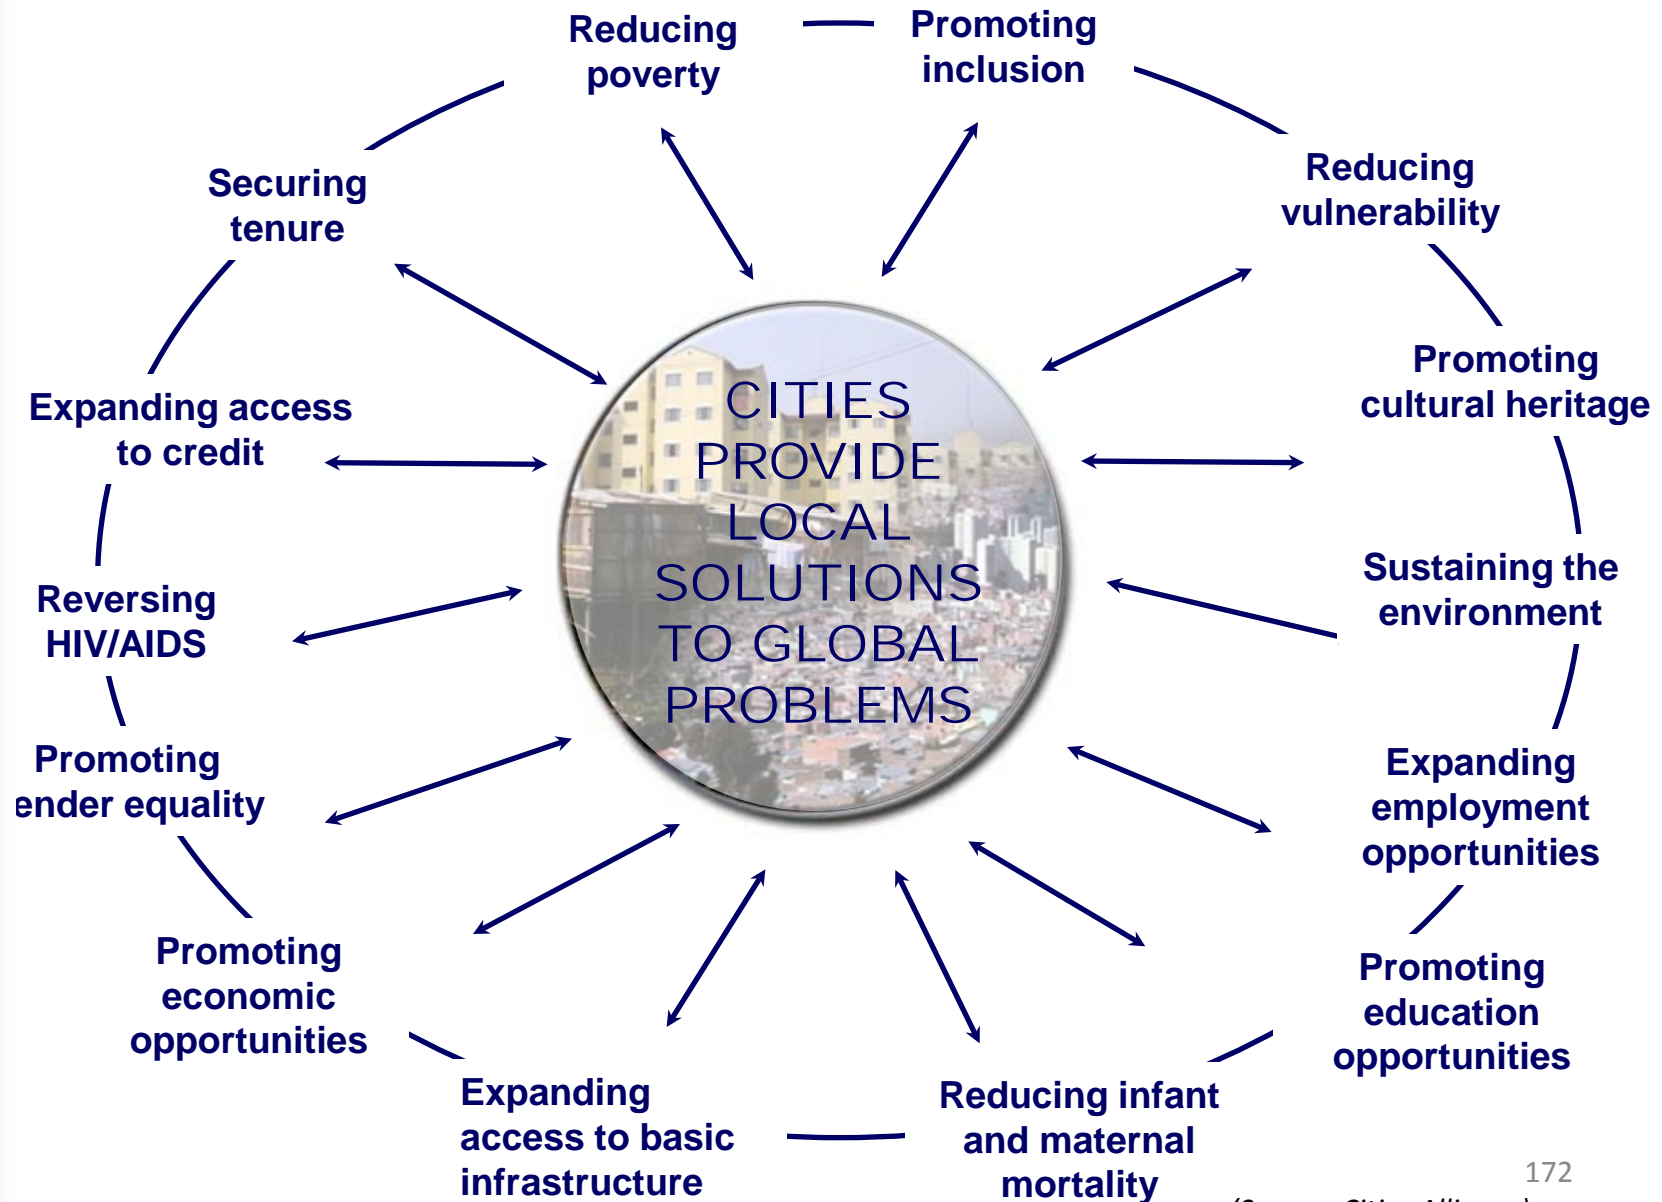 Reducing
poverty
Promoting
inclusion
Reducing
vulnerability
Promoting
cultural heritage
Sustaining the
environment
Expanding
employment
opportunities
Promoting
education
opportunities
Reducing infant
and maternal
mortality
Expanding
access to basic
infrastructure
Promoting
economic
opportunities
Promoting
ender equality
Reversing
HIV/AIDS
Expanding access
to credit
Securing
tenure
CITIES
PROVIDE
LOCAL
SOLUTIONS
TO GLOBAL
PROBLEMS
172